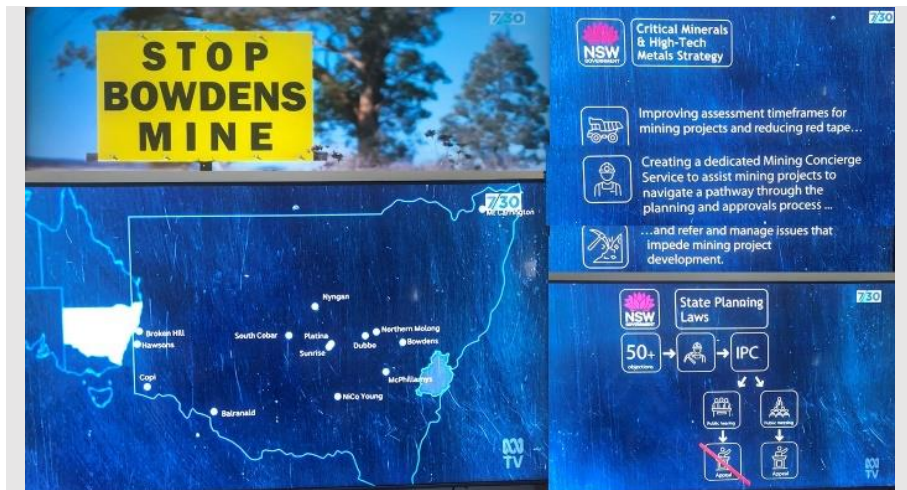 7.30
STOP
BOWDENS
MINE
7.30
Mt Carrington
Nyngan
Broken Hill
Hawsons
South Cobar
Platina
Northern Molong
Sunrise
Dubbo
Bowdens
Copi
McPhillamys
NiCo Young
Balranald
ABC
TV
7.30
NSW
GOVERNMENT
Critical Minerals
& High-Tech
Metals Strategy
Improving assessment timeframes for
mining projects and reducing red tape...
Creating a dedicated Mining Concierge
Service to assist mining projects to
navigate a pathway through the
planning and approvals process ...
...and refer and manage issues that
impede mining project
development.
7.30
NSW
GOVERNMENT
State Planning
Laws
50+
objections
IPC
Public hearing
Public meeting
Appeal
Appeal
ABC
TV